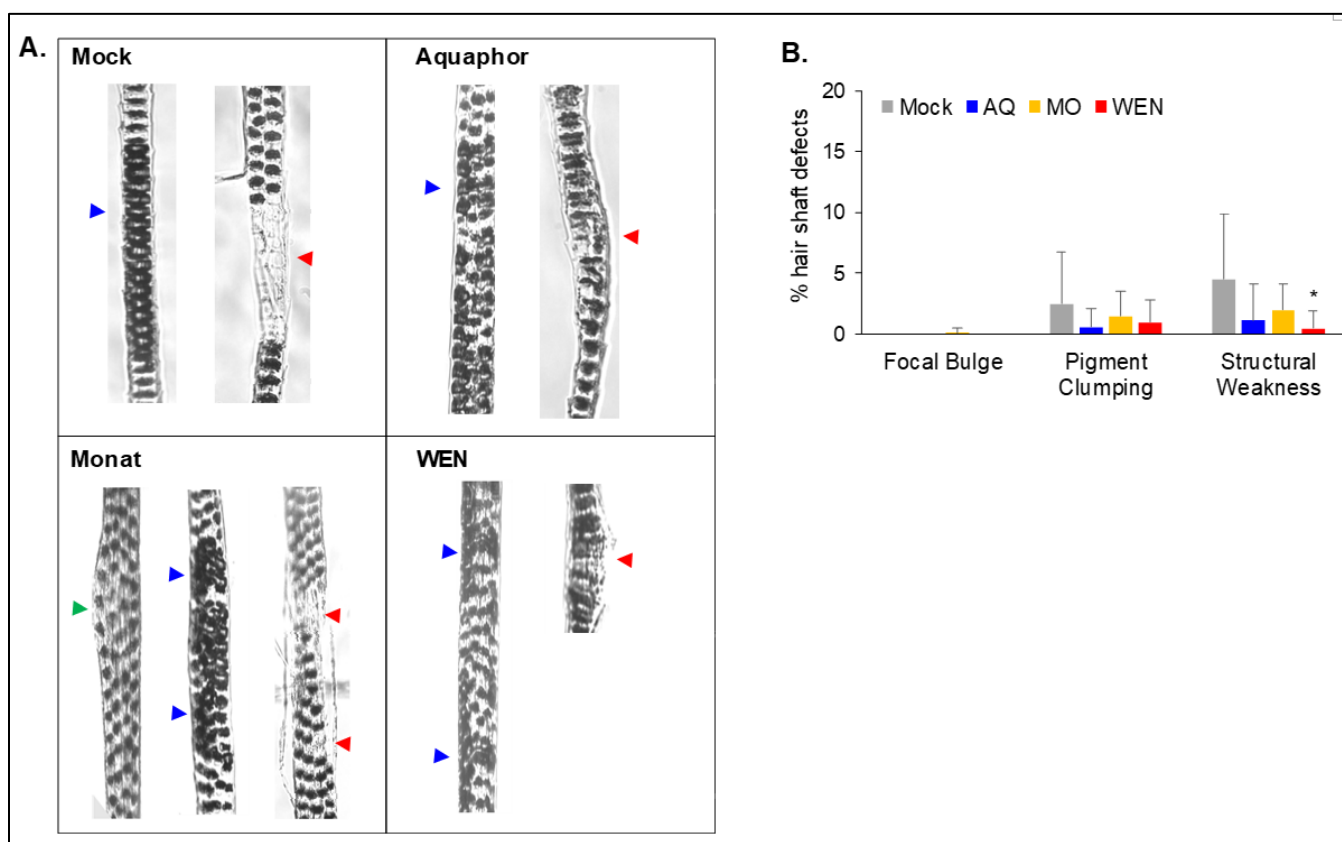 A.
Mock
Aquaphor
Monat
WEN
B.
% hair shaft defects
20
15
10
5
0
Mock AQ MO WEN
*
Focal Bulge
Pigment
Clumping
Structural
Weakness